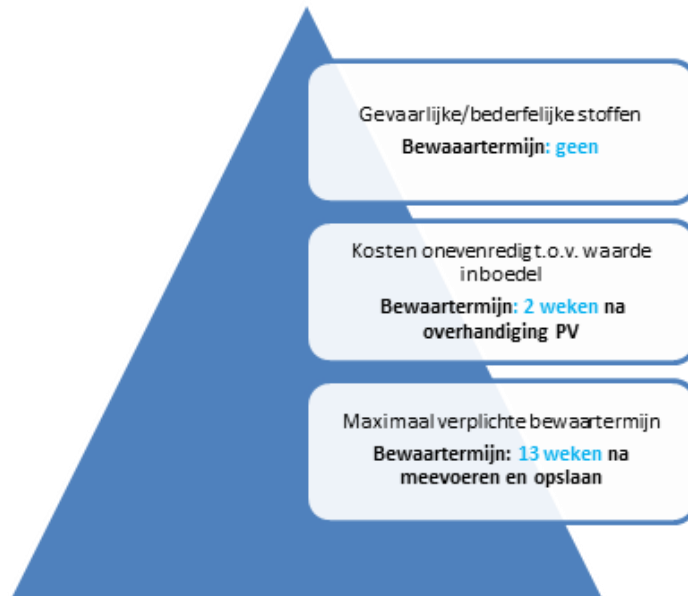 Gevaarlijke/bederfelijke stoffen
Bewaaartermijn: geen
Kosten onevenredig t.o.v. waarde
inboedel
Bewaartermijn: 2 weken na
overhandiging PV
Maximaal verplichte bewaartermijn
Bewaartermijn: 13 weken na
meevoeren en opslaan